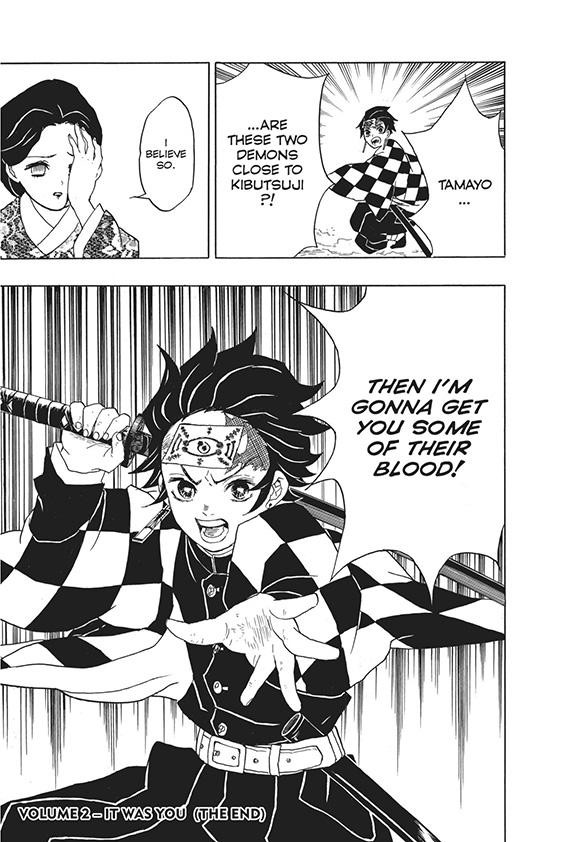 TAMAYO
...
...ARE
THESE TWO
DEMONS
CLOSE TO
KIBUTSUJI
?!
I
BELIEVE
SO.
THEN I'M
GONNA GET
YOU SOME
OF THEIR
BLOOD!
VOLUME 2 – IT WAS YOU (THE END)